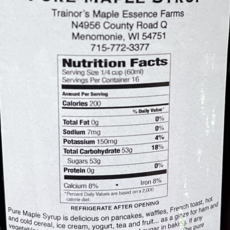 PURE MAPLE SYRUP
Trainor's Maple Essence Farms
N4956 County Road Q
Menomonie, WI 54751
715-772-3377
Nutrition Facts
Serving Size 1/4 cup (60ml)
Servings Per Container 16
Amount Per Serving
Calories 200
% Daily Value*
Total Fat 0g 0%
Sodium 7mg 0%
Potassium 150mg 4%
Total Carbohydrate 53g 18%
Sugars 53g
Protein 0g 0%
Calcium 8% • Iron 8%
*Percent Daily Values are based on a 2,000
calorie diet
REFRIGERATE AFTER OPENING
Pure Maple Syrup is delicious on pancakes, waffles, French toast, hot
and cold cereal, ice cream, yogurt, tea and fruit... as a glaze for ham and